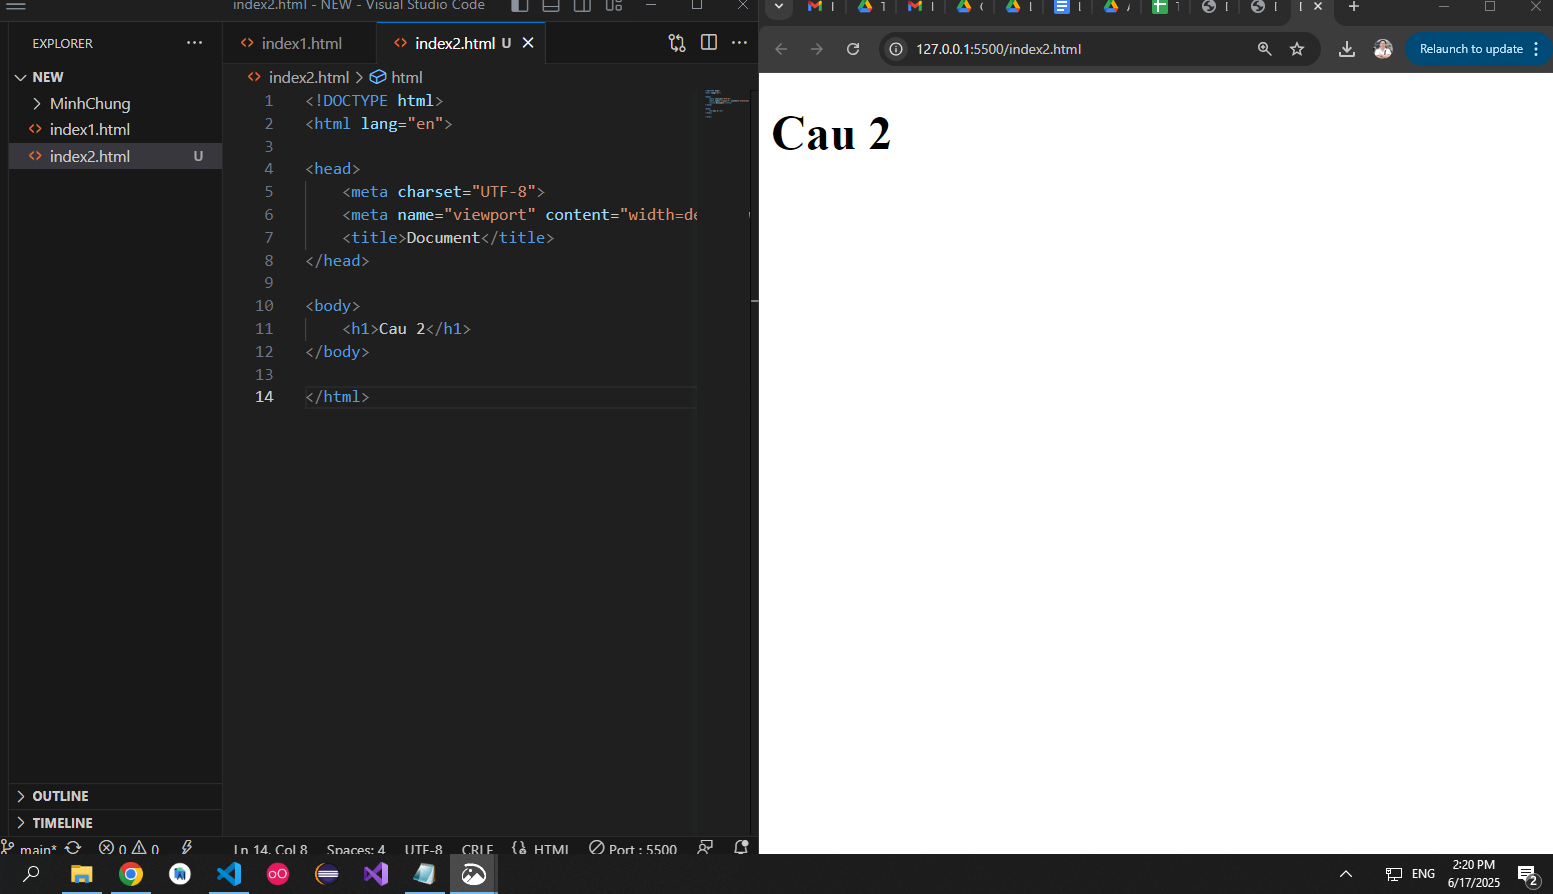 index2.html - NEW - Visual Studio Code
EXPLORER
NEW
MinhChung
index1.html
index2.html U
OUTLINE
TIMELINE
index1.html
index2.html U
index2.html > html
1 <!DOCTYPE html>
2 <html lang="en">
3
4 <head>
5 <meta charset="UTF-8">
6 <meta name="viewport" content="width=de
7 <title>Document</title>
8 </head>
9
10 <body>
11 <h1>Cau 2</h1>
12 </body>
13
14 </html>
main* 0 0 Ln 14, Col 8 Spaces: 4 UTF-8 CRLF HTML Port : 5500
127.0.0.1:5500/index2.html
Relaunch to update
Cau 2
ENG
2:20 PM
6/17/2025
2